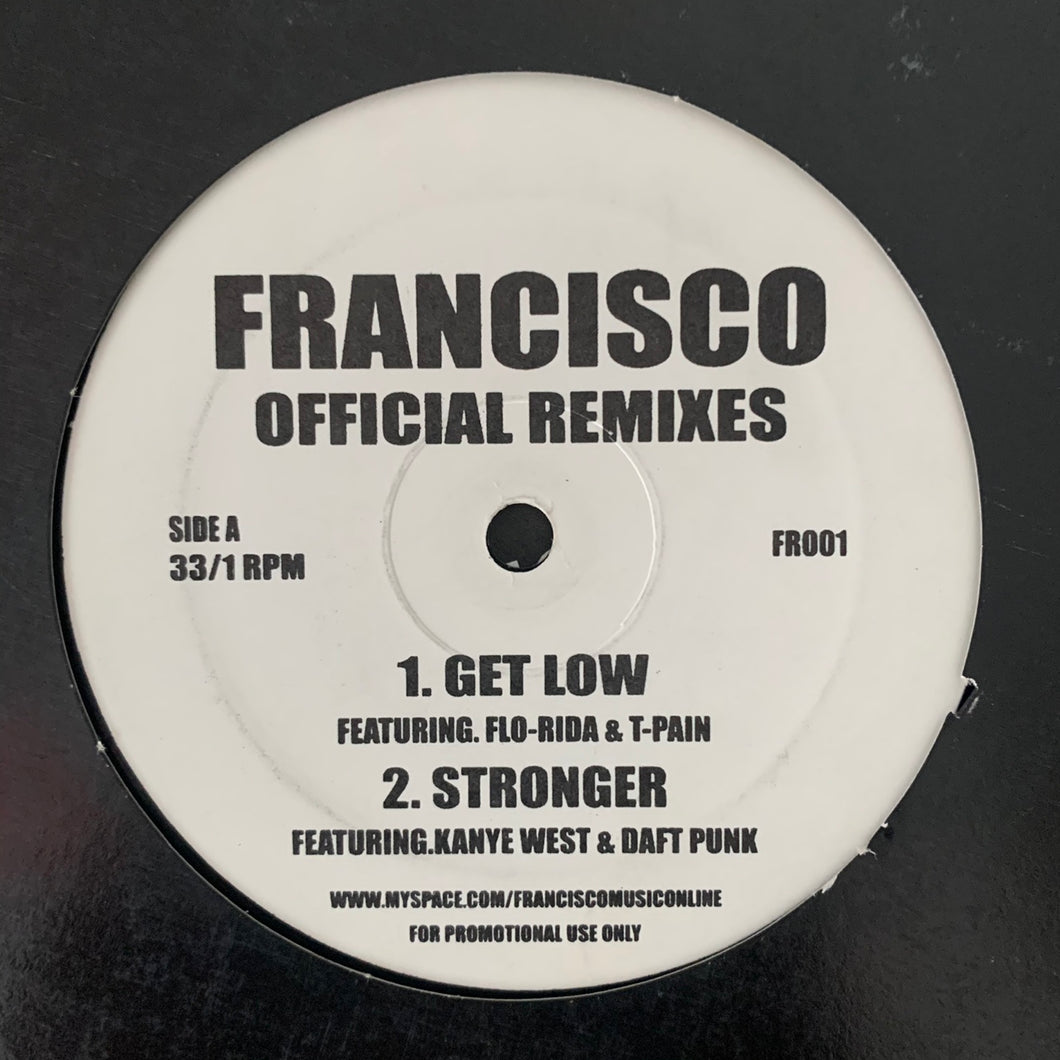 FRANCISCO
OFFICIAL REMIXES
SIDE A
33/1 RPM
FR001
1. GET LOW
FEATURING. FLO-RIDA & T-PAIN
2. STRONGER
FEATURING.KANYE WEST & DAFT PUNK
WWW.MYSPACE.COM/FRANCISCOMUSICONLINE
FOR PROMOTIONAL USE ONLY